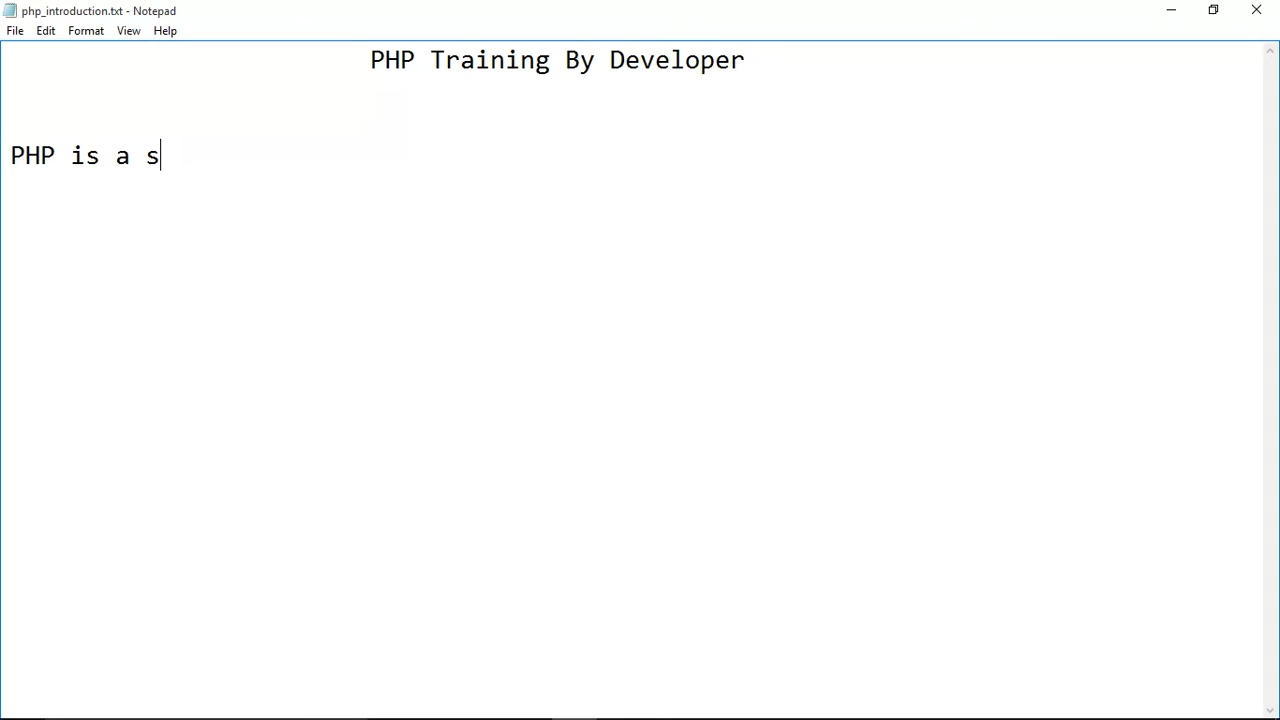 php_introduction.txt - Notepad
File Edit Format View Help
PHP Training By Developer
PHP is a s